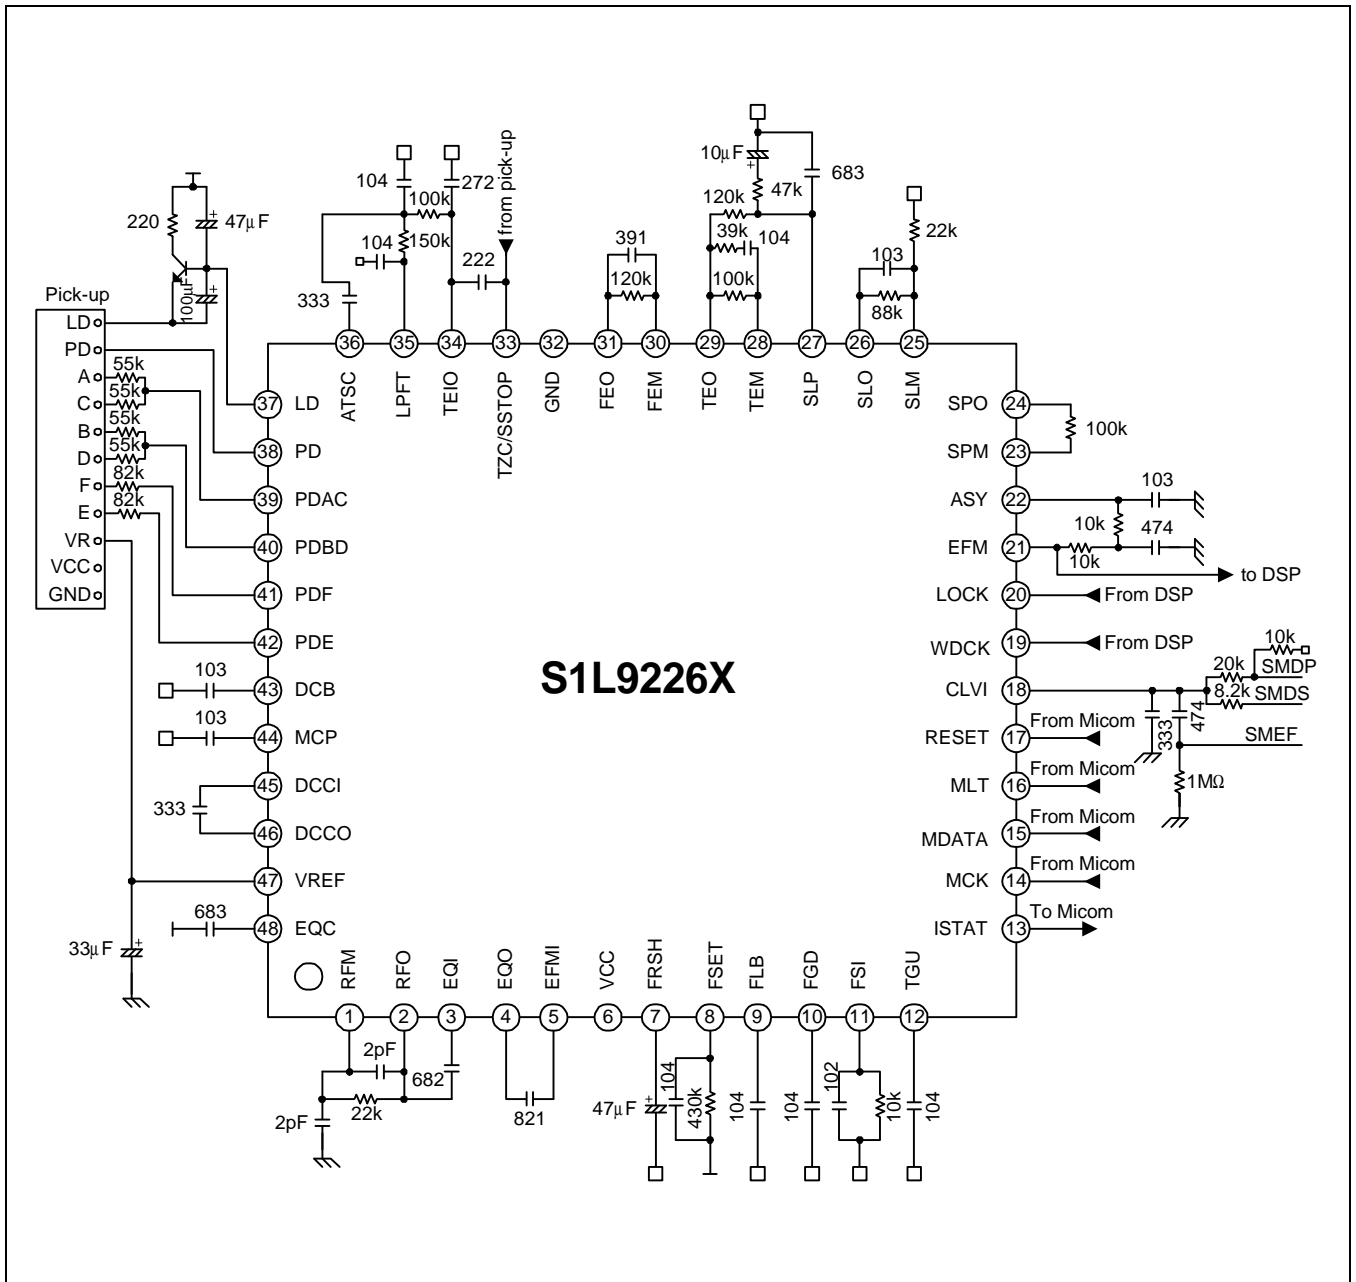 10µF
683
104
272
from pick-up
120k
47k
100k
220
47µF
104
150k
391
39k
104
22k
103
222
120k
100k
Pick-up
100µF
333
88k
LD
PD
A
55k
C
55k
B
55k
D
55k
F
82k
E
82k
VR
VCC
GND
36
35
34
33
32
31
30
29
28
27
26
25
ATSC
LPFT
TEIO
TZC/SSTOP
GND
FEO
FEM
TEO
TEM
SLP
SLO
SLM
37 LD
38 PD
39 PDAC
40 PDBD
41 PDF
42 PDE
103
43 DCB
103
44 MCP
45 DCCI
333
46 DCCO
47 VREF
683
48 EQC
33µF
S1L9226X
SPO 24
100k
SPM 23
ASY 22
103
10k
474
EFM 21
10k
to DSP
LOCK 20 From DSP
WDCK 19 From DSP
10k
20k
SMDP
CLVI 18
8.2k
SMDS
333
474
SMEF
1MΩ
RESET 17 From Micom
MLT 16 From Micom
MDATA 15 From Micom
MCK 14 From Micom
ISTAT 13 To Micom
RFM
RFO
EQI
EQO
EFMI
VCC
FRSH
FSET
FLB
FGD
FSI
TGU
1
2
3
4
5
6
7
8
9
10
11
12
2pF
682
22k
2pF
821
47µF
104
430k
104
104
102
10k
104